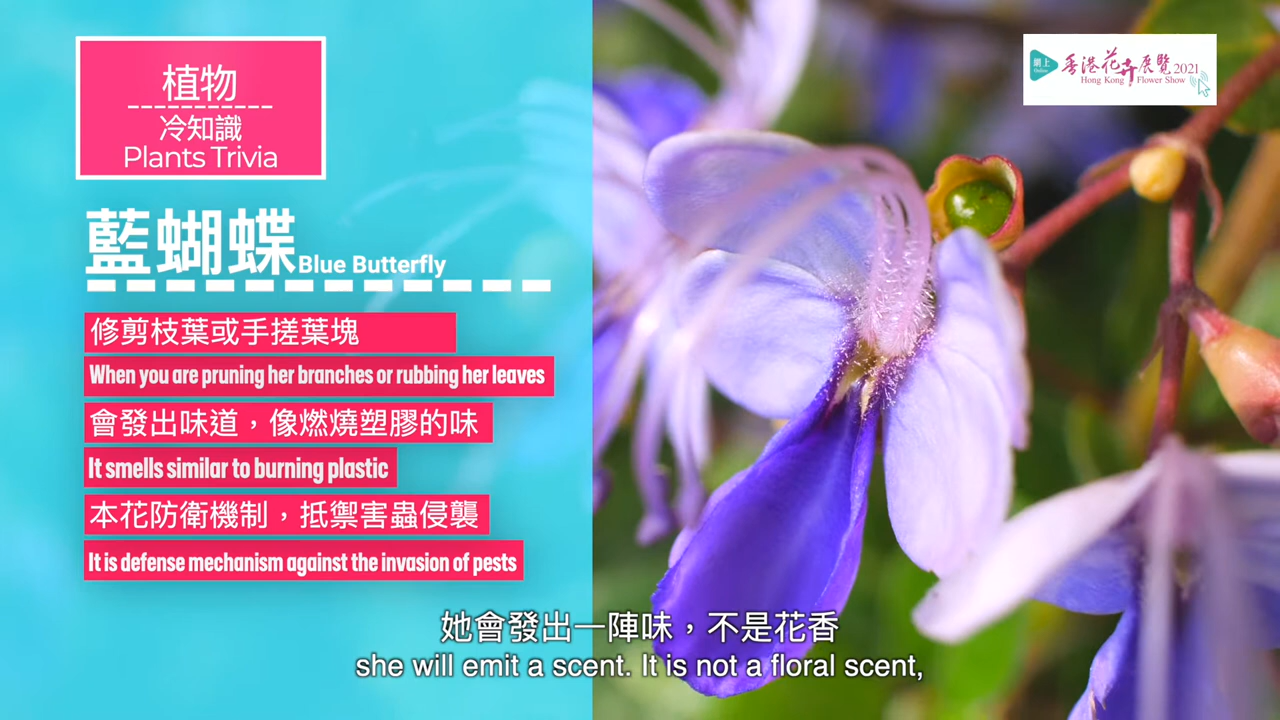 植物
冷知識
Plants Trivia
網上
Online
香港花卉展覽2021
Hong Kong Flower Show
藍蝴蝶Blue Butterfly
修剪枝葉或手搓葉塊
When you are pruning her branches or rubbing her leaves
會發出味道，像燃燒塑膠的味
It smells similar to burning plastic
本花防衛機制，抵禦害蟲侵襲
It is defense mechanism against the invasion of pests
她會發出一陣味，不是花香
she will emit a scent. It is not a floral scent,